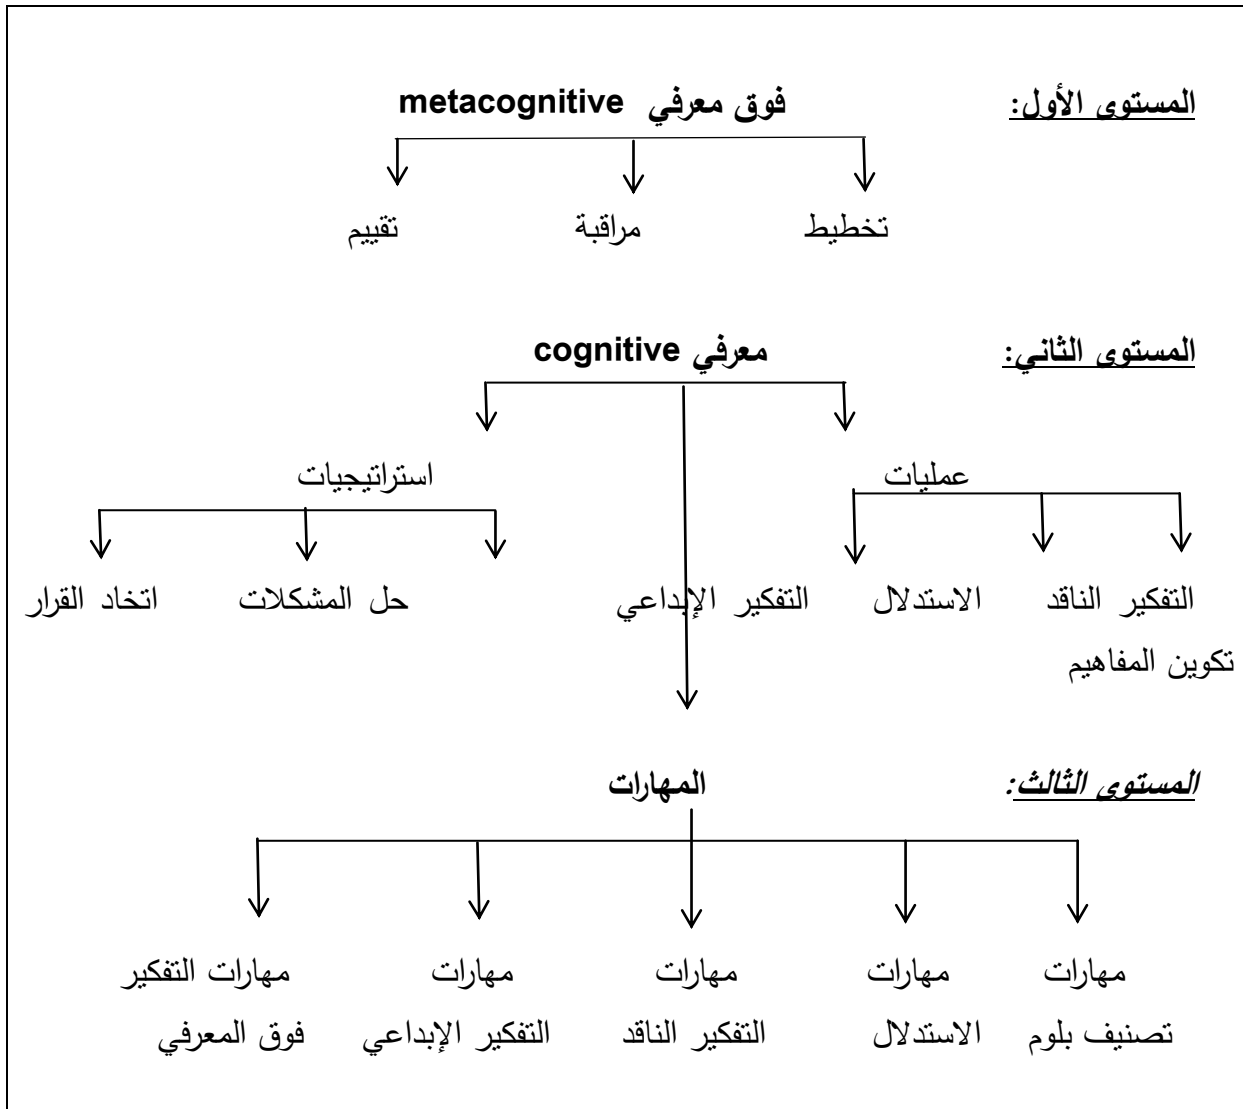 المستوى الأول: فوق معرفي metacognitive
تخطيط مراقبة تقييم
المستوى الثاني: معرفي cognitive
عمليات استراتيجيات
التفكير الناقد الاستدلال التفكير الإبداعي حل المشكلات اتخاد القرار
تكوين المفاهيم
المستوى الثالث: المهارات
مهارات مهارات مهارات مهارات مهارات التفكير
تصنيف بلوم الاستدلال التفكير الناقد التفكير الإبداعي فوق المعرفي